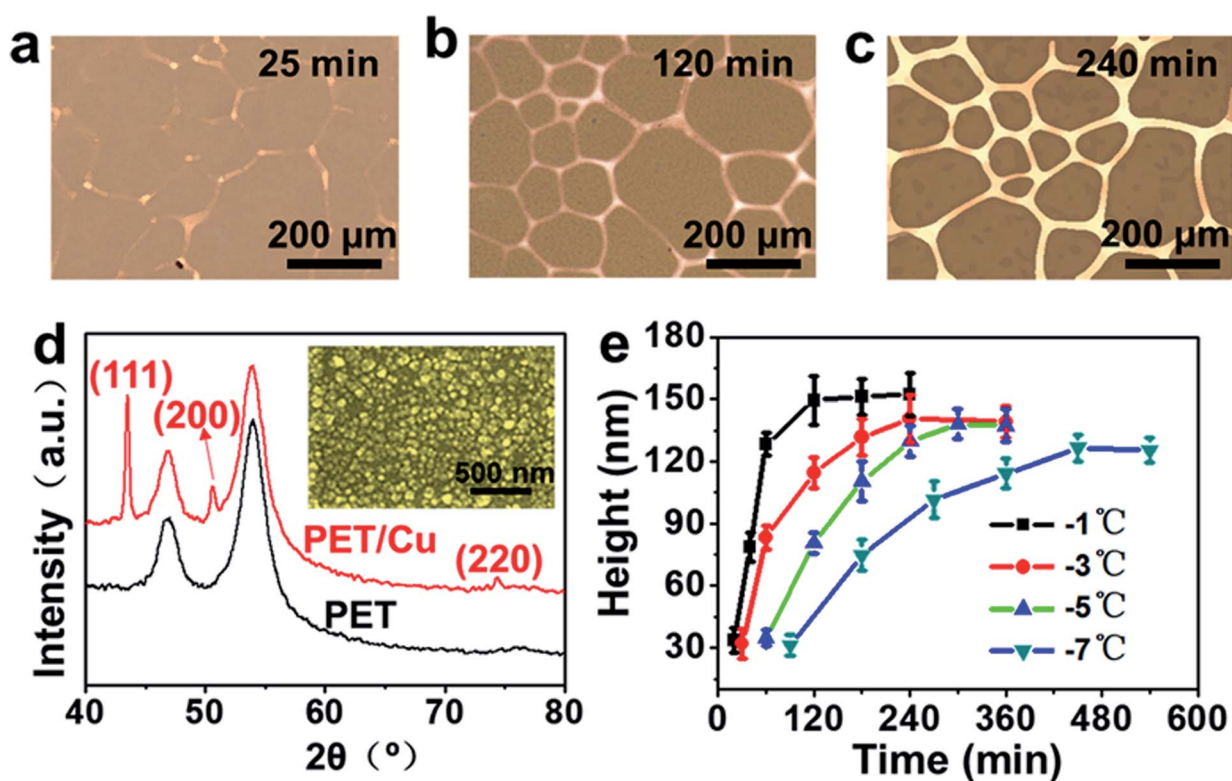 a
25 min
200 μm
b
120 min
200 μm
c
240 min
200 μm
d
Intensity（a.u.）
(111)
(200)
(220)
500 nm
PET/Cu
PET
40 50 60 70 80
2θ（º）
e
Height (nm)
180
150
120
90
60
30
-1℃
-3℃
-5℃
-7℃
0 120 240 360 480 600
Time (min)